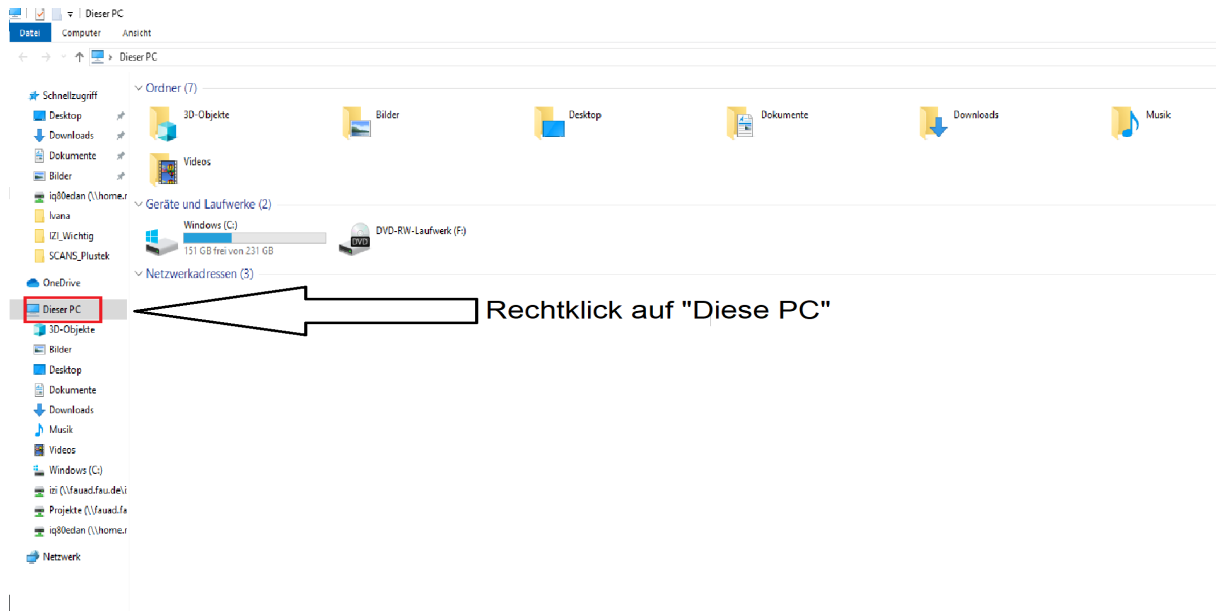 Dieser PC
Datei Computer Ansicht
Dieser PC
Schnellzugriff
Desktop
Downloads
Dokumente
Bilder
iq80edan (\\home.r
Ivana
IZI_Wichtig
SCANS_Plustek
OneDrive
Dieser PC
3D-Objekte
Bilder
Desktop
Dokumente
Downloads
Musik
Videos
Windows (C:)
izi (\\fauad.fau.de\i
Projekte (\\fauad.fa
iq80edan (\\home.r
Netzwerk
Ordner (7)
3D-Objekte
Bilder
Desktop
Dokumente
Downloads
Musik
Videos
Geräte und Laufwerke (2)
Windows (C:)
151 GB frei von 231 GB
DVD-RW-Laufwerk (F:)
DVD
Netzwerkadressen (3)
Rechtklick auf "Diese PC"